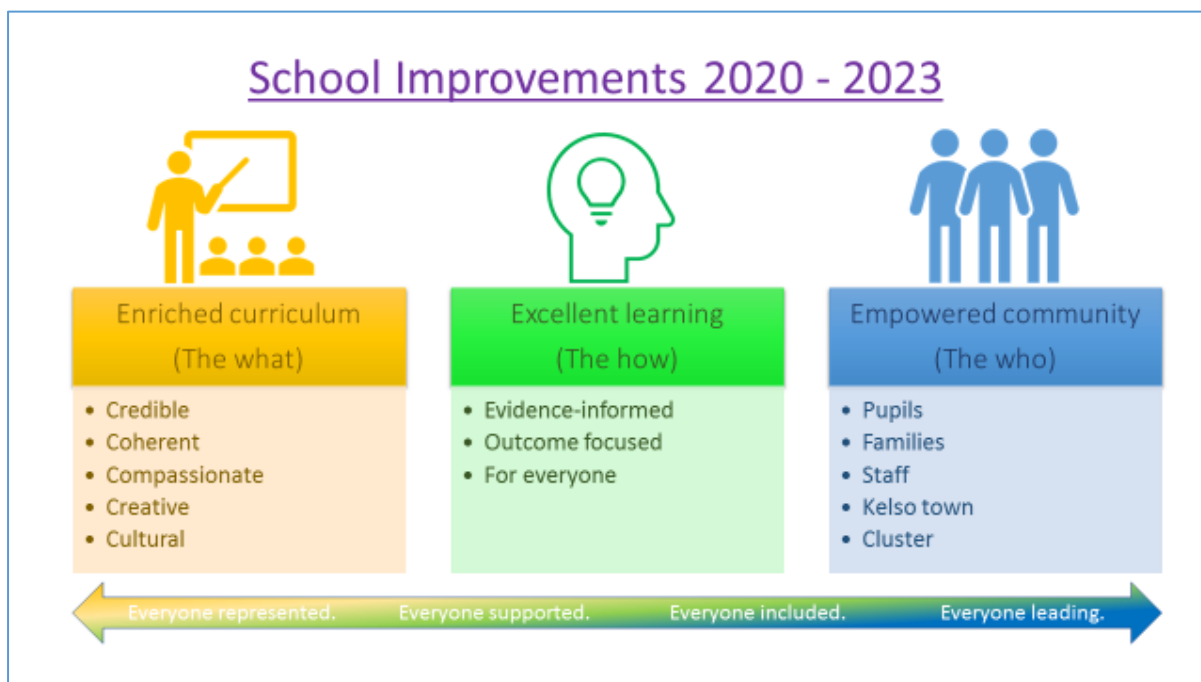 School Improvements 2020 - 2023
Enriched curriculum
(The what)
• Credible
• Coherent
• Compassionate
• Creative
• Cultural
Excellent learning
(The how)
• Evidence-informed
• Outcome focused
• For everyone
Empowered community
(The who)
• Pupils
• Families
• Staff
• Kelso town
• Cluster
Everyone represented. Everyone supported. Everyone included. Everyone leading.